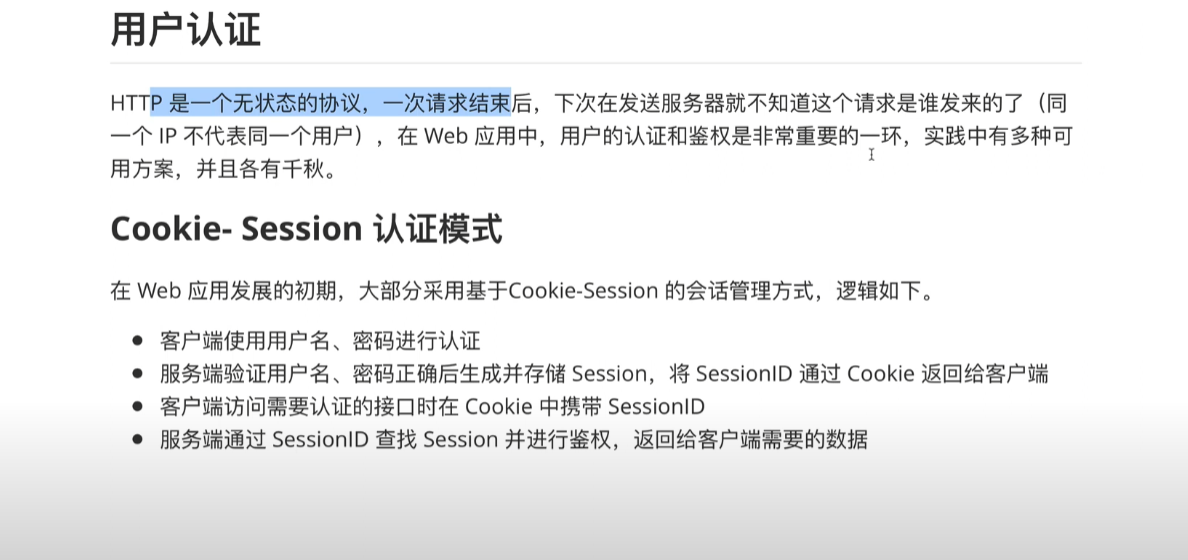 用户认证
HTTP 是一个无状态的协议，一次请求结束后，下次在发送服务器就不知道这个请求是谁发来的了（同
一个 IP 不代表同一个用户），在 Web 应用中，用户的认证和鉴权是非常重要的一环，实践中有多种可
用方案，并且各有千秋。
Cookie- Session 认证模式
在 Web 应用发展的初期，大部分采用基于Cookie-Session 的会话管理方式，逻辑如下。
● 客户端使用用户名、密码进行认证
● 服务端验证用户名、密码正确后生成并存储 Session，将 SessionID 通过 Cookie 返回给客户端
● 客户端访问需要认证的接口时在 Cookie 中携带 SessionID
● 服务端通过 SessionID 查找 Session 并进行鉴权，返回给客户端需要的数据